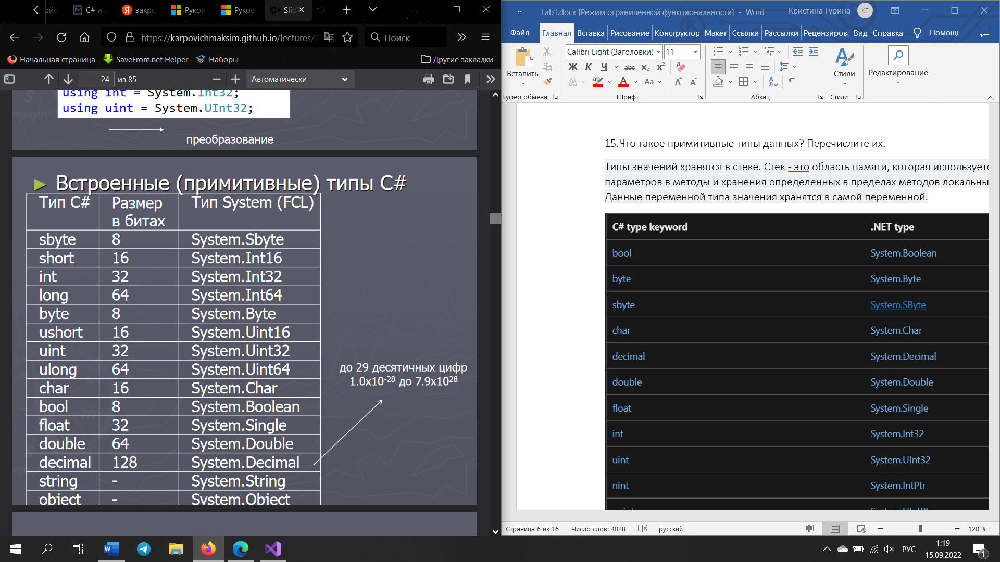 C# и .
закры
Руково
Руково
C# Slid
https://karpovichmaksim.github.io/lectures/2
Поиск
Начальная страница
SaveFrom.net Helper
Наборы
Другие закладки
24 из 85
Автоматически
using int = System.Int32;
using uint = System.UInt32;
преобразование
► Встроенные (примитивные) типы C#
Тип C# Размер в битах Тип System (FCL)
sbyte 8 System.Sbyte
short 16 System.Int16
int 32 System.Int32
long 64 System.Int64
byte 8 System.Byte
ushort 16 System.Uint16
uint 32 System.Uint32
ulong 64 System.Uint64
char 16 System.Char
bool 8 System.Boolean
float 32 System.Single
double 64 System.Double
decimal 128 System.Decimal
string - System.String
object - System.Object
до 29 десятичных цифр
1.0x10-28 до 7.9x1028
Lab1.docx [Режим ограниченной функциональности] - Word
Кристина Гурина КГ
Файл Главная Вставка Рисование Конструктор Макет Ссылки Рассылки Рецензирова Вид Справка Помощн
Вставить
Буфер обмена
Calibri Light (Заголовки) 11
Ж К Ч abc x2 x2
Шрифт
Абзац
Стили
Стили
Редактирование
15.Что такое примитивные типы данных? Перечислите их.
Типы значений хранятся в стеке. Стек - это область памяти, которая используетс
параметров в методы и хранения определенных в пределах методов локальны
Данные переменной типа значения хранятся в самой переменной.
C# type keyword .NET type
bool System.Boolean
byte System.Byte
sbyte System.SByte
char System.Char
decimal System.Decimal
double System.Double
float System.Single
int System.Int32
uint System.UInt32
nint System.IntPtr
nuint System.UIntPtr
Страница 6 из 16 Число слов: 4028 русский 120 %
РУС
1:19
15.09.2022
1